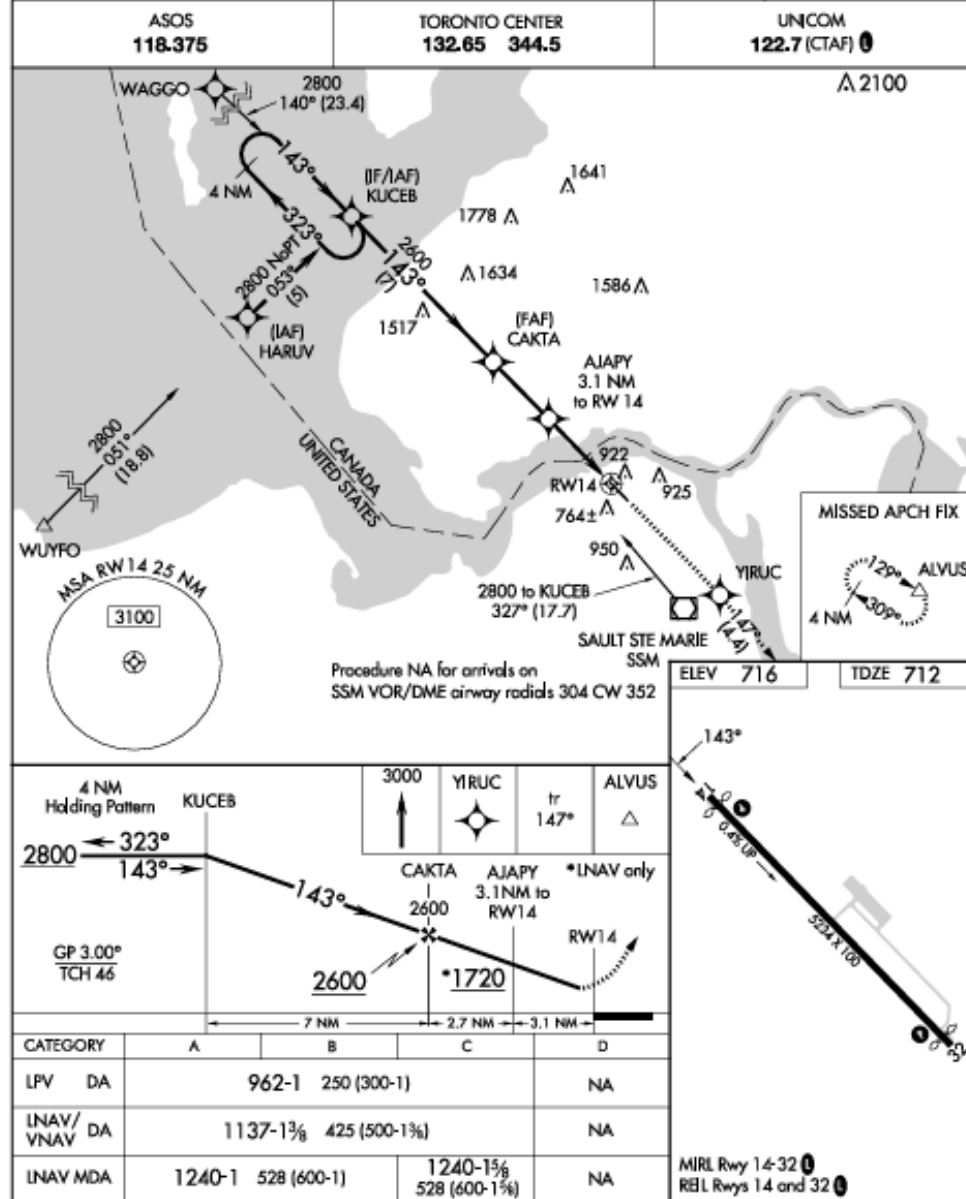 ASOS
118.375
TORONTO CENTER
132.65 344.5
UNICOM
122.7 (CTAF) L
WAGGO
2800
140° (23.4)
2100
143°
4 NM
(IF/IAF)
KUCEB
1641
1778
323°
2600
143°
(7)
2800 NoPT
053°
(5)
1634
1586
1517
(IAF)
HARUV
(FAF)
CAKTA
AJAPY
3.1 NM
to RW 14
2800
051°
(18.8)
CANADA
UNITED STATES
922
RW14
925
764±
WUYFO
950
MISSED APCH FIX
129°
ALVUS
4 NM
309°
MSA RW14 25 NM
3100
2800 to KUCEB
327° (17.7)
YIRUC
147°
(4.4)
SAULT STE MARIE
SSM
Procedure NA for arrivals on
SSM VOR/DME airway radials 304 CW 352
ELEV 716
TDZE 712
143°
14
L
0.4% UP
5234 X 100
L
32
4 NM
Holding Pattern
KUCEB
3000
YIRUC
tr
147°
ALVUS
2800
323°
143°
143°
CAKTA
2600
AJAPY
3.1NM to
RW14
*LNAV only
RW14
GP 3.00°
TCH 46
2600
*1720
7 NM
2.7 NM
3.1 NM
CATEGORY A B C D
LPV DA 962-1 250 (300-1) NA
LNAV/
VNAV DA 1137-1⅜ 425 (500-1⅜) NA
LNAV MDA 1240-1 528 (600-1) 1240-1⅝
528 (600-1⅝) NA
MIRL Rwy 14-32 L
REIL Rwys 14 and 32 L